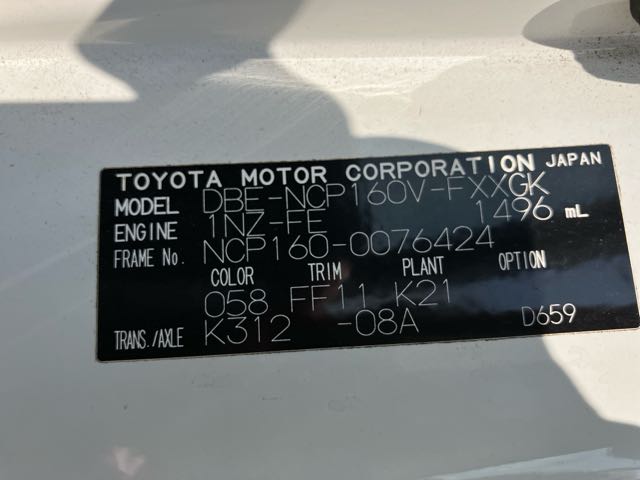 TOYOTA MOTOR CORPORATION JAPAN
MODEL DBE-NCP160V-FXXGK
ENGINE 1NZ-FE 1496 mL
FRAME No. NCP160-0076424
COLOR TRIM PLANT OPTION
058 FF11 K21
TRANS./AXLE K312 -08A D659